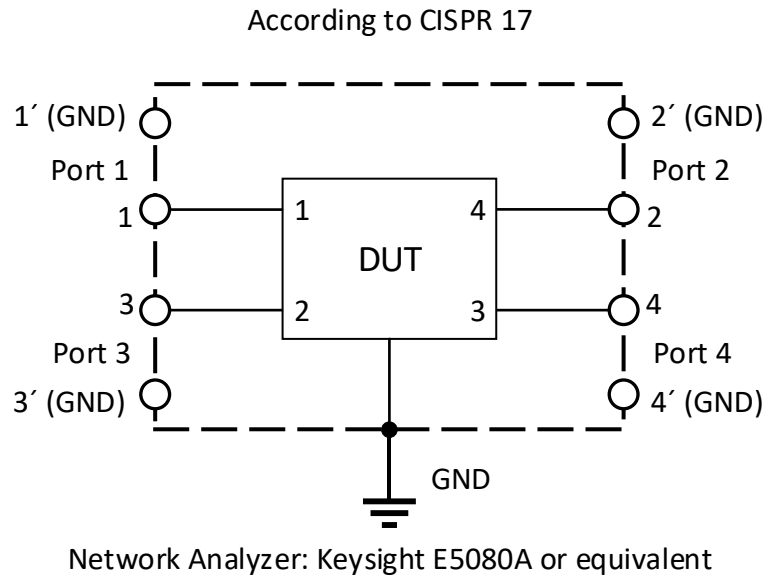 According to CISPR 17
1´ (GND)
2´ (GND)
Port 1
Port 2
1
1
4
2
DUT
3
2
3
4
Port 3
Port 4
3´ (GND)
4´ (GND)
GND
Network Analyzer: Keysight E5080A or equivalent